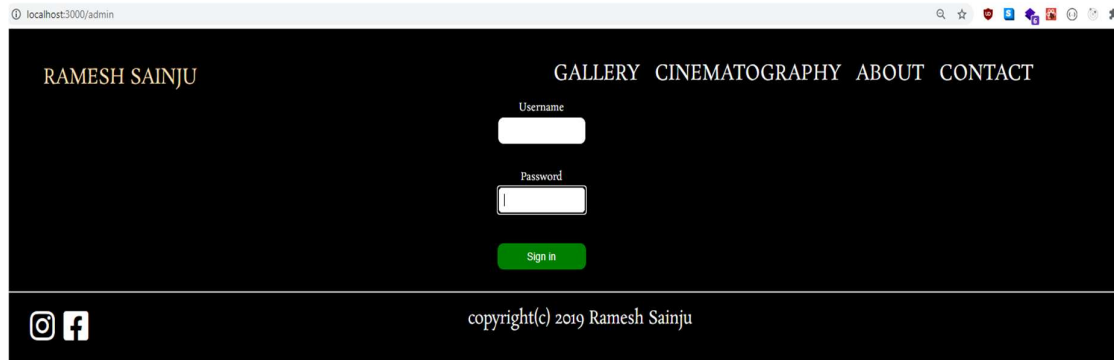 localhost:3000/admin
RAMESH SAINJU
GALLERY CINEMATOGRAPHY ABOUT CONTACT
Username
Password
Sign in
copyright(c) 2019 Ramesh Sainju